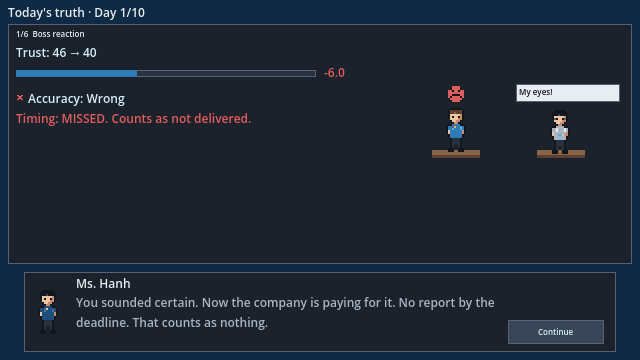 Today's truth · Day 1/10
1/6 Boss reaction
Trust: 46 → 40
-6.0
× Accuracy: Wrong
My eyes!
Timing: MISSED. Counts as not delivered.
Ms. Hanh
You sounded certain. Now the company is paying for it. No report by the
deadline. That counts as nothing.
Continue